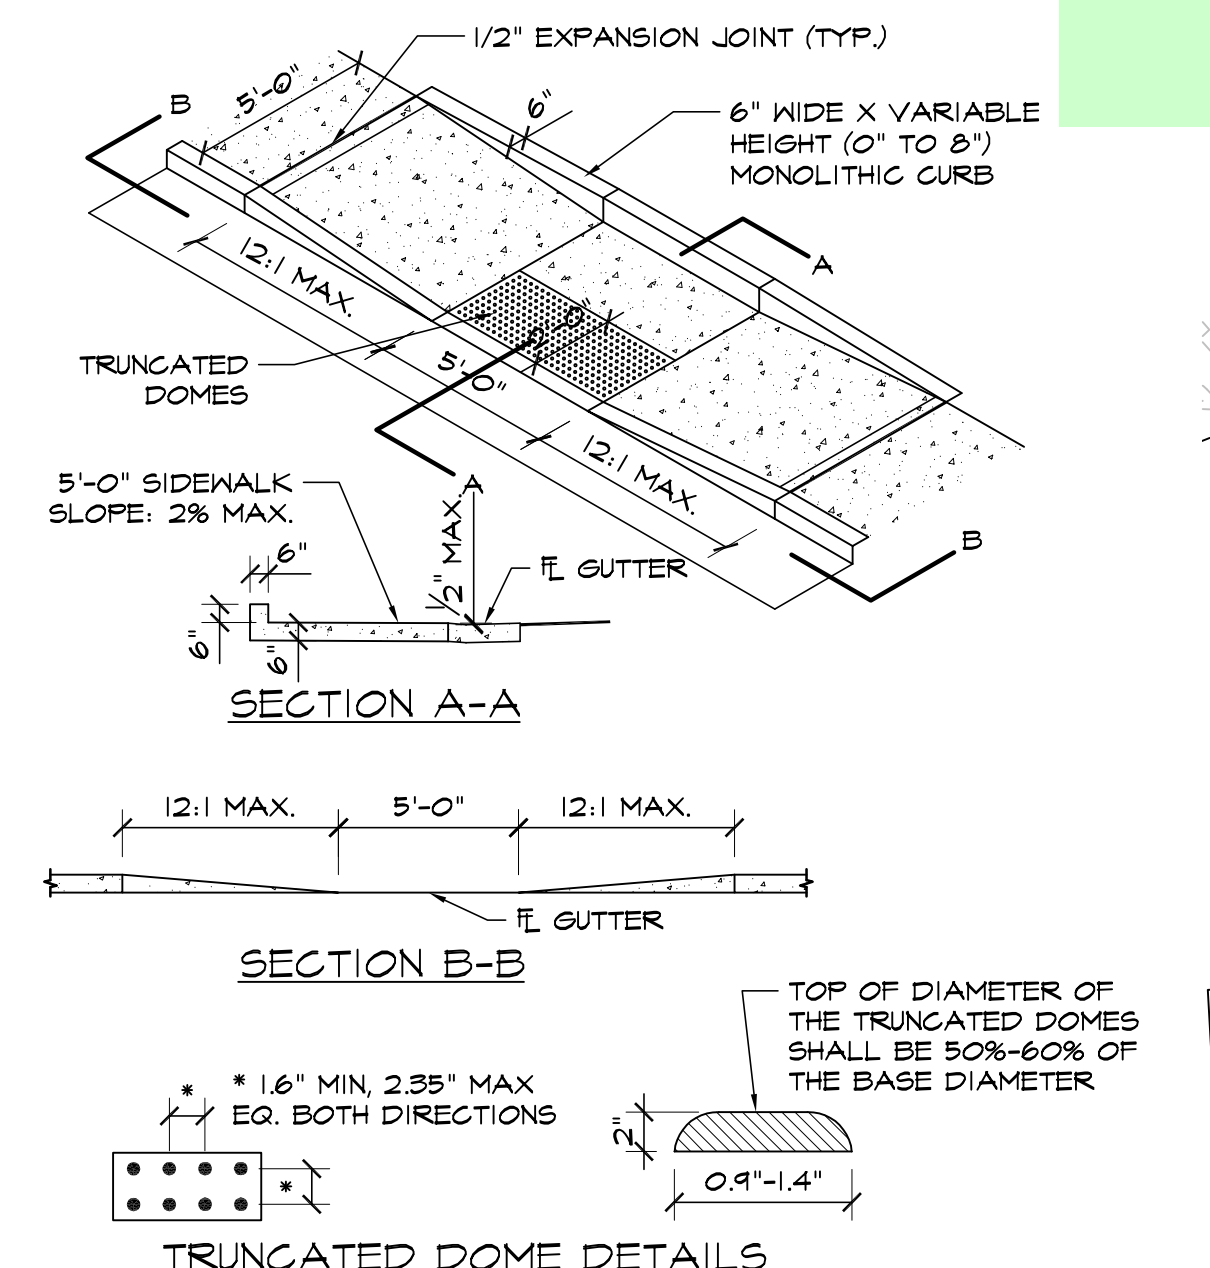 1/2" EXPANSION JOINT (TYP.)
5'-0"
B
6"
6" WIDE X VARIABLE
HEIGHT (0" TO 8")
MONOLITHIC CURB
12:1 MAX.
A
TRUNCATED
DOMES
5'-0"
12:1 MAX.
5'-0" SIDEWALK
SLOPE: 2% MAX.
A
B
6"
1/2" MAX.
FL GUTTER
6"
6"
SECTION A-A
12:1 MAX.
5'-0"
12:1 MAX.
FL GUTTER
SECTION B-B
TOP OF DIAMETER OF
THE TRUNCATED DOMES
SHALL BE 50%-60% OF
THE BASE DIAMETER
* 1.6" MIN, 2.35" MAX
EQ. BOTH DIRECTIONS
*
*
2"
0.9"-1.4"
TRUNCATED DOME DETAILS